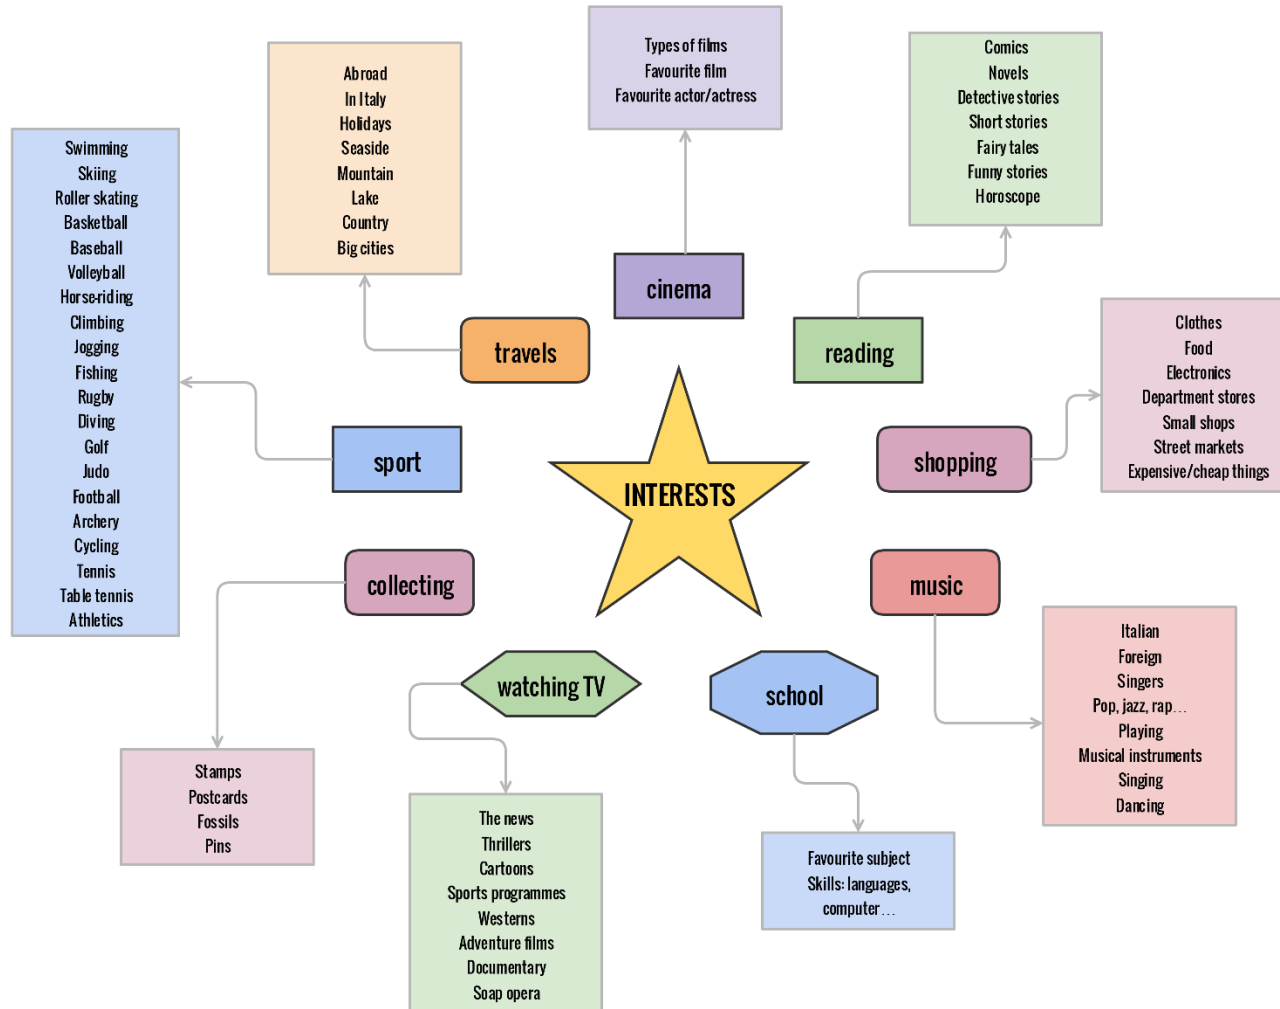 Types of films
Favourite film
Favourite actor/actress
cinema
Comics
Novels
Detective stories
Short stories
Fairy tales
Funny stories
Horoscope
reading
Abroad
In Italy
Holidays
Seaside
Mountain
Lake
Country
Big cities
travels
Swimming
Skiing
Roller skating
Basketball
Baseball
Volleyball
Horse-riding
Climbing
Jogging
Fishing
Rugby
Diving
Golf
Judo
Football
Archery
Cycling
Tennis
Table tennis
Athletics
sport
INTERESTS
shopping
Clothes
Food
Electronics
Department stores
Small shops
Street markets
Expensive/cheap things
collecting
Stamps
Postcards
Fossils
Pins
music
Italian
Foreign
Singers
Pop, jazz, rap...
Playing
Musical instruments
Singing
Dancing
watching TV
The news
Thrillers
Cartoons
Sports programmes
Westerns
Adventure films
Documentary
Soap opera
school
Favourite subject
Skills: languages,
computer...